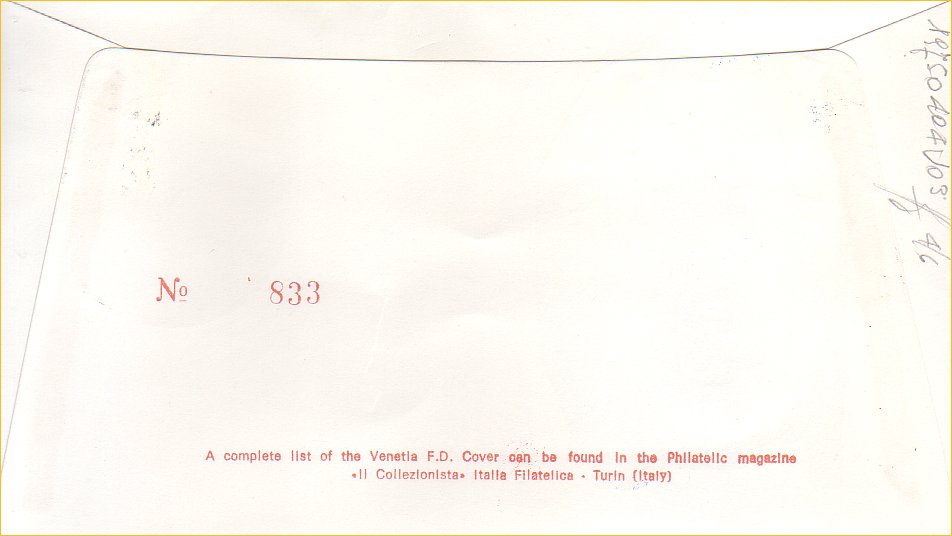 No 833
A complete list of the Venetia F.D. Cover can be found in the Philatelic magazine
«Il Collezionista» Italia Filatelica - Turin (Italy)